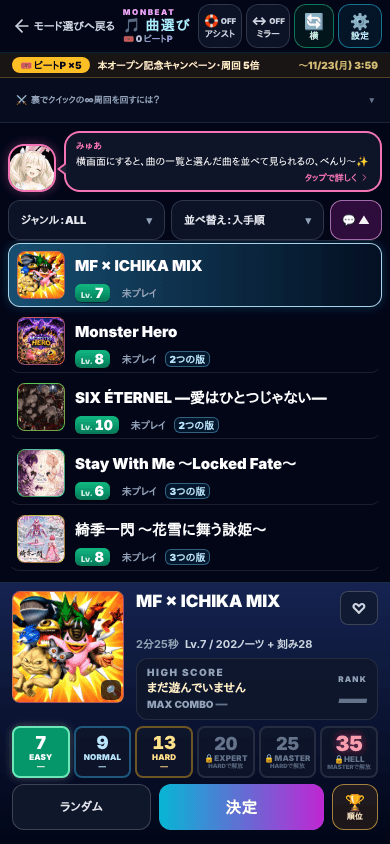 MONBEAT
← モード選びへ戻る
🎵 曲選び
🎟 0 ビートP
🛟 OFF
アシスト
↔ OFF
ミラー
🔄
横
⚙️
設定
🎟 ビートP ×5
本オープン記念キャンペーン・周回 5倍
〜11/23(月) 3:59
⚔️ 裏でクイックの∞周回を回すには? ▼
みゅあ
横画面にすると、曲の一覧と選んだ曲を並べて見られるの、べんり〜✨
タップで詳しく 〉
ジャンル:ALL ▼
並べ替え:入手順 ▼
💬 ▲
MF × ICHIKA MIX
Lv. 7 未プレイ
Monster Hero
Lv. 8 未プレイ 2つの版
SIX ÉTERNEL —愛はひとつじゃない—
Lv. 10 未プレイ 2つの版
Stay With Me 〜Locked Fate〜
Lv. 6 未プレイ 3つの版
綺季一閃 〜花雪に舞う詠姫〜
Lv. 8 未プレイ 3つの版
MF × ICHIKA MIX
♡
2分25秒 Lv.7 / 202ノーツ + 刻み28
HIGH SCORE
まだ遊んでいません
MAX COMBO —
RANK
—
7
EASY
—
9
NORMAL
—
13
HARD
—
20
🔒EXPERT
HARDで解放
25
🔒MASTER
HARDで解放
35
🔒HELL
MASTERで解放
ランダム
決定
🏆
順位